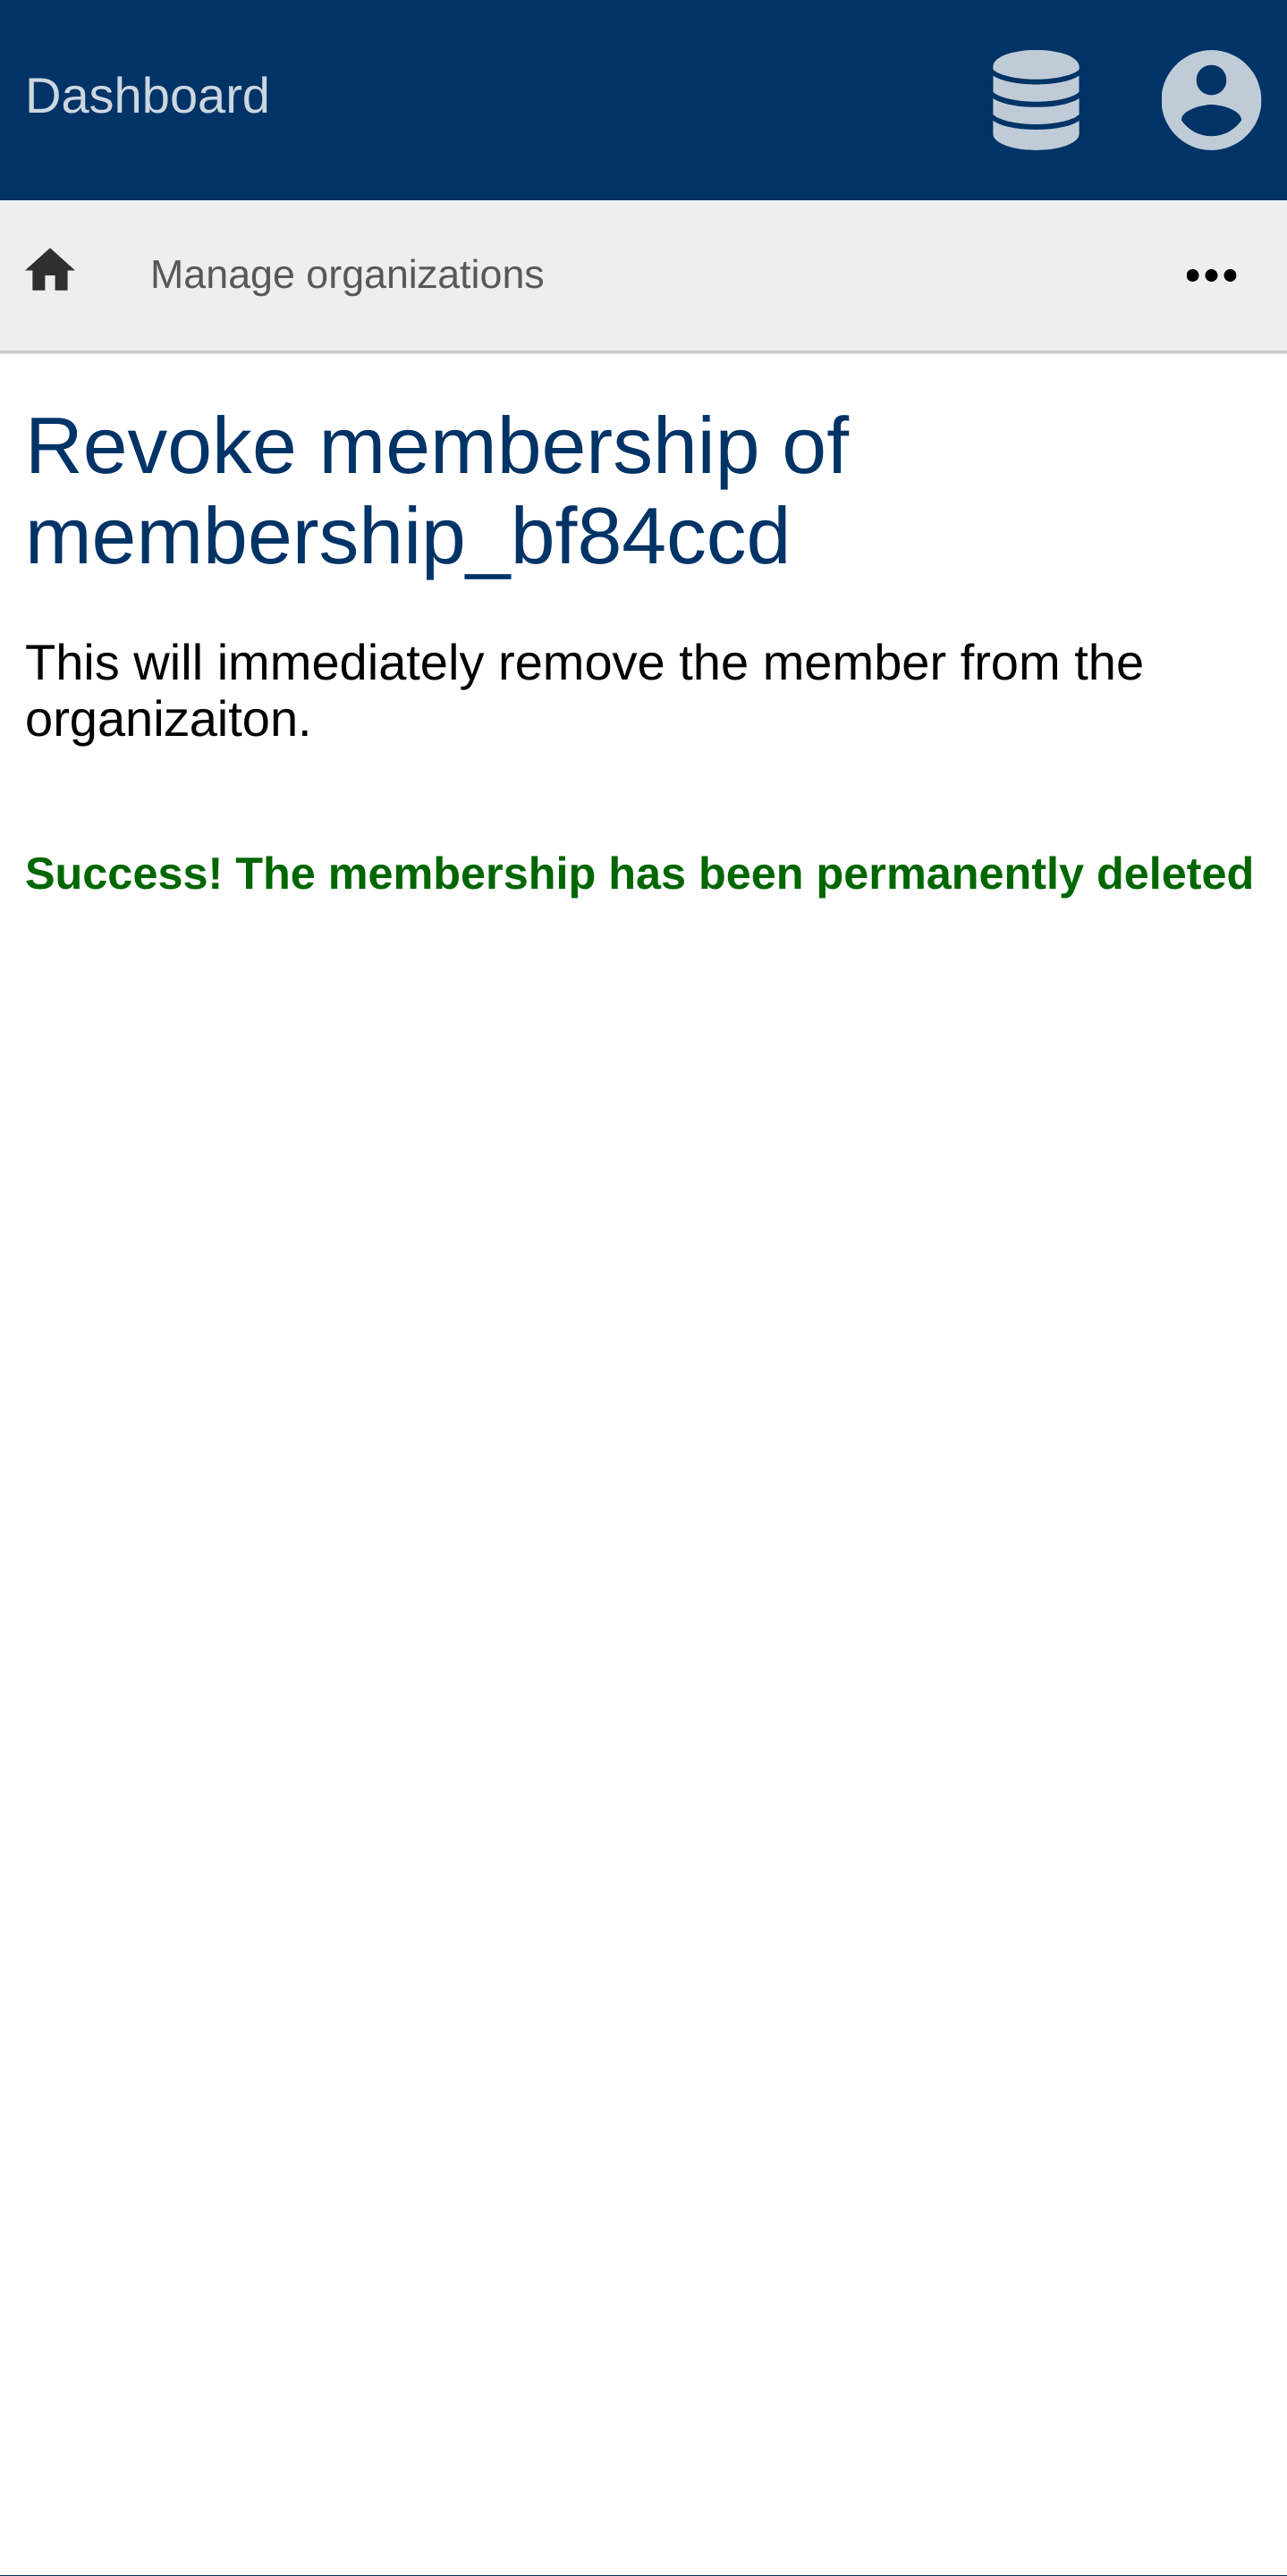 Dashboard
Manage organizations
Revoke membership of
membership_bf84ccd
This will immediately remove the member from the
organizaiton.
Success! The membership has been permanently deleted